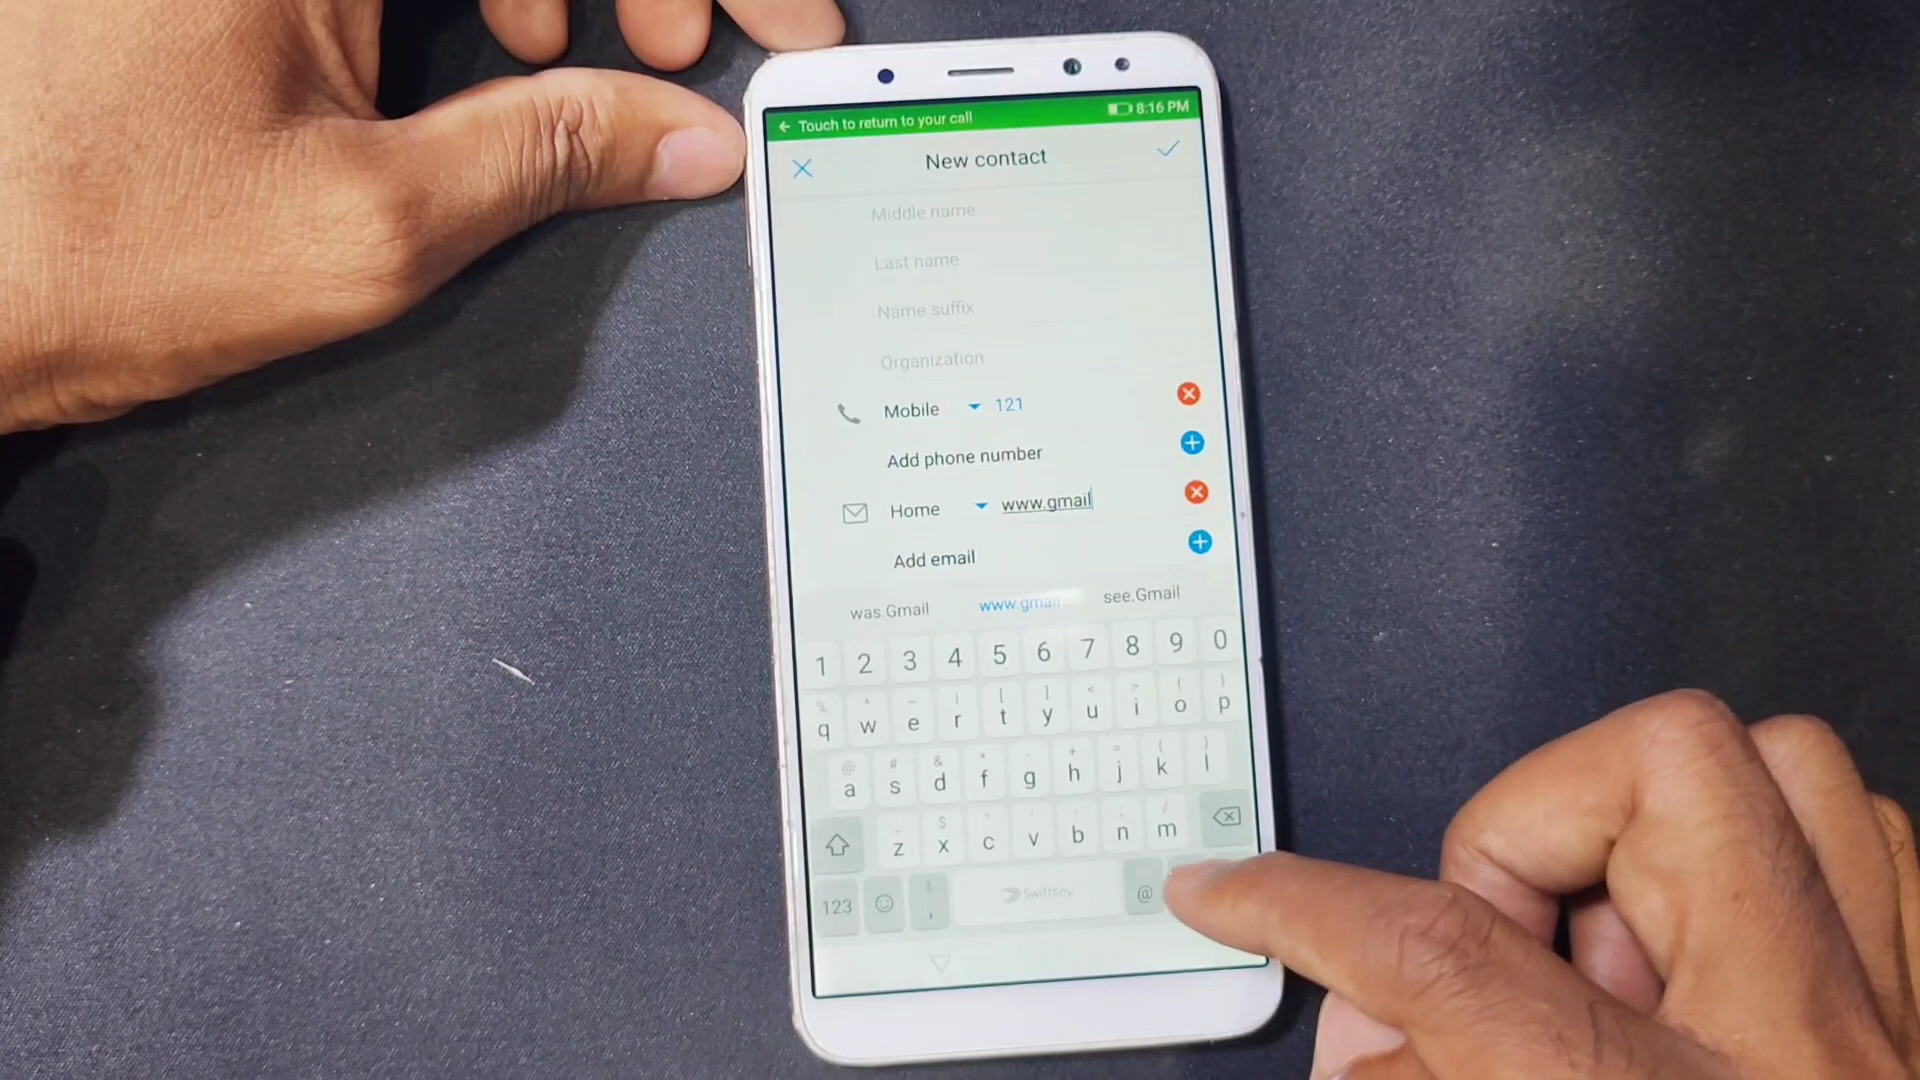 Touch to return to your call 8:16 PM
New contact
Middle name
Last name
Name suffix
Organization
Mobile 121
Add phone number
Home www.gmail
Add email
was.Gmail www.gmail see.Gmail
1 2 3 4 5 6 7 8 9 0
q w e r t y u i o p
a s d f g h j k l
z x c v b n m
123 , SwiftKey @